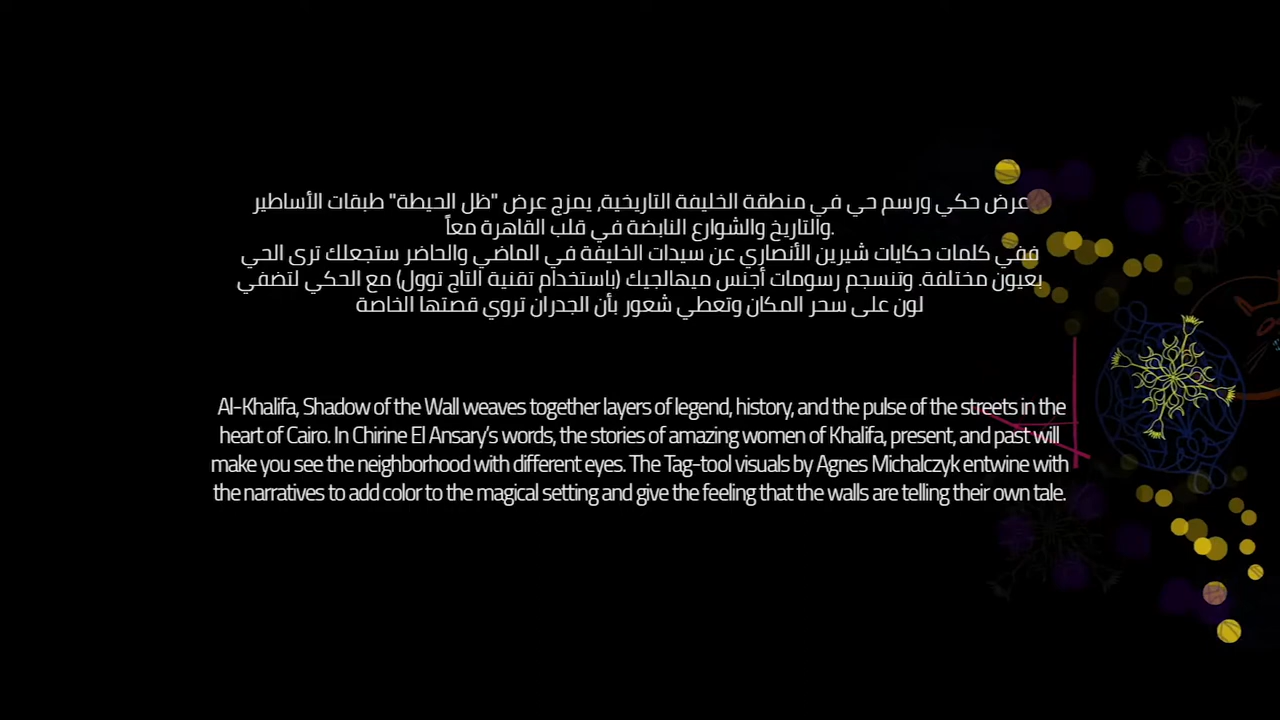 عرض حكي ورسم حي في منطقة الخليفة التاريخية، يمزج عرض "ظل الحيطة" طبقات الأساطير
والتاريخ والشوارع النابضة في قلب القاهرة معاً.
ففي كلمات حكايات شيرين الأنصاري عن سيدات الخليفة في الماضي والحاضر ستجعلك ترى الحي
بعيون مختلفة. وتنسجم رسومات أجنس ميهالجيك (باستخدام تقنية التاج توول) مع الحكي لتضفي
لون على سحر المكان وتعطي شعور بأن الجدران تروي قصتها الخاصة
Al-Khalifa, Shadow of the Wall weaves together layers of legend, history, and the pulse of the streets in the
heart of Cairo. In Chirine El Ansary's words, the stories of amazing women of Khalifa, present, and past will
make you see the neighborhood with different eyes. The Tag-tool visuals by Agnes Michalczyk entwine with
the narratives to add color to the magical setting and give the feeling that the walls are telling their own tale.